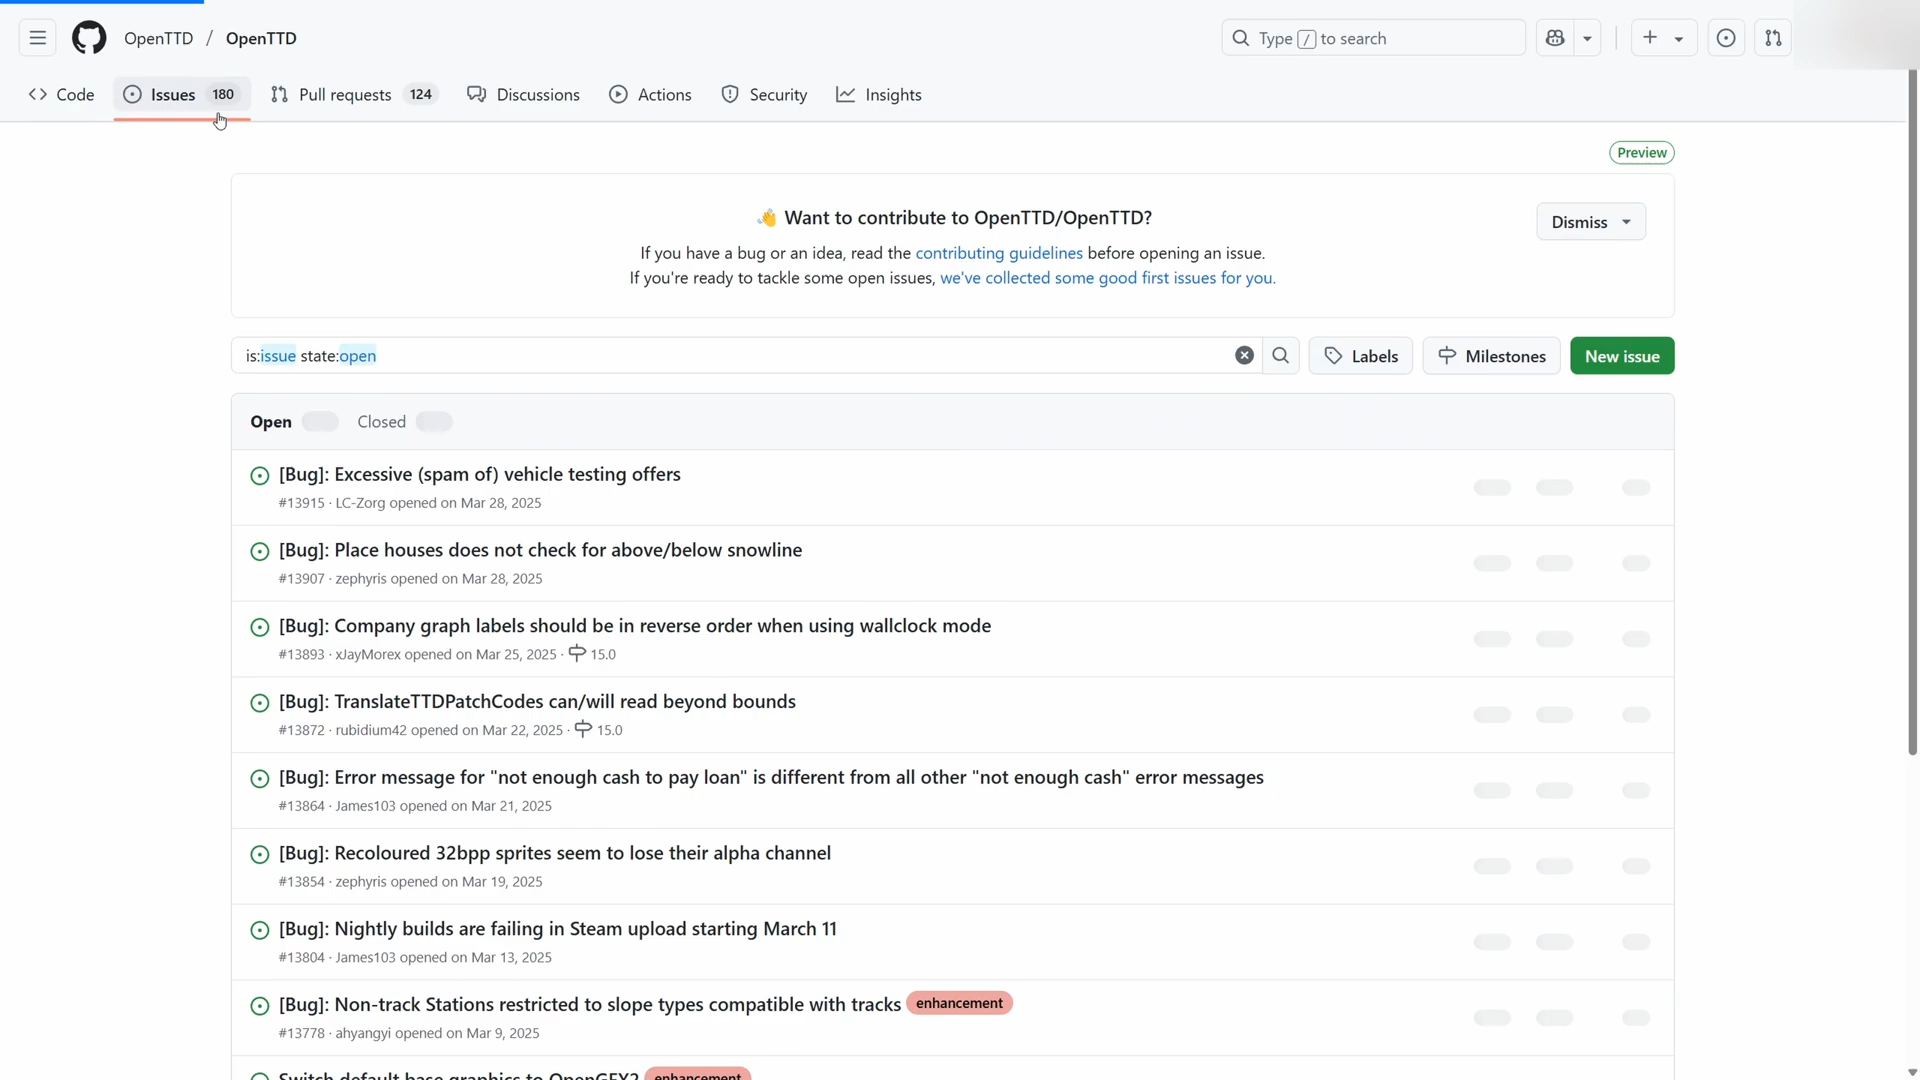 OpenTTD / OpenTTD
Type / to search
Code
Issues 180
Pull requests 124
Discussions
Actions
Security
Insights
Preview
👋 Want to contribute to OpenTTD/OpenTTD?
Dismiss
If you have a bug or an idea, read the contributing guidelines before opening an issue.
If you're ready to tackle some open issues, we've collected some good first issues for you.
is:issue state:open
Labels
Milestones
New issue
Open
Closed
[Bug]: Excessive (spam of) vehicle testing offers
#13915 · LC-Zorg opened on Mar 28, 2025
[Bug]: Place houses does not check for above/below snowline
#13907 · zephyris opened on Mar 28, 2025
[Bug]: Company graph labels should be in reverse order when using wallclock mode
#13893 · xJayMorex opened on Mar 25, 2025 · 15.0
[Bug]: TranslateTTDPatchCodes can/will read beyond bounds
#13872 · rubidium42 opened on Mar 22, 2025 · 15.0
[Bug]: Error message for "not enough cash to pay loan" is different from all other "not enough cash" error messages
#13864 · James103 opened on Mar 21, 2025
[Bug]: Recoloured 32bpp sprites seem to lose their alpha channel
#13854 · zephyris opened on Mar 19, 2025
[Bug]: Nightly builds are failing in Steam upload starting March 11
#13804 · James103 opened on Mar 13, 2025
[Bug]: Non-track Stations restricted to slope types compatible with tracks enhancement
#13778 · ahyangyi opened on Mar 9, 2025
Switch default base graphics to OpenGFX2 enhancement